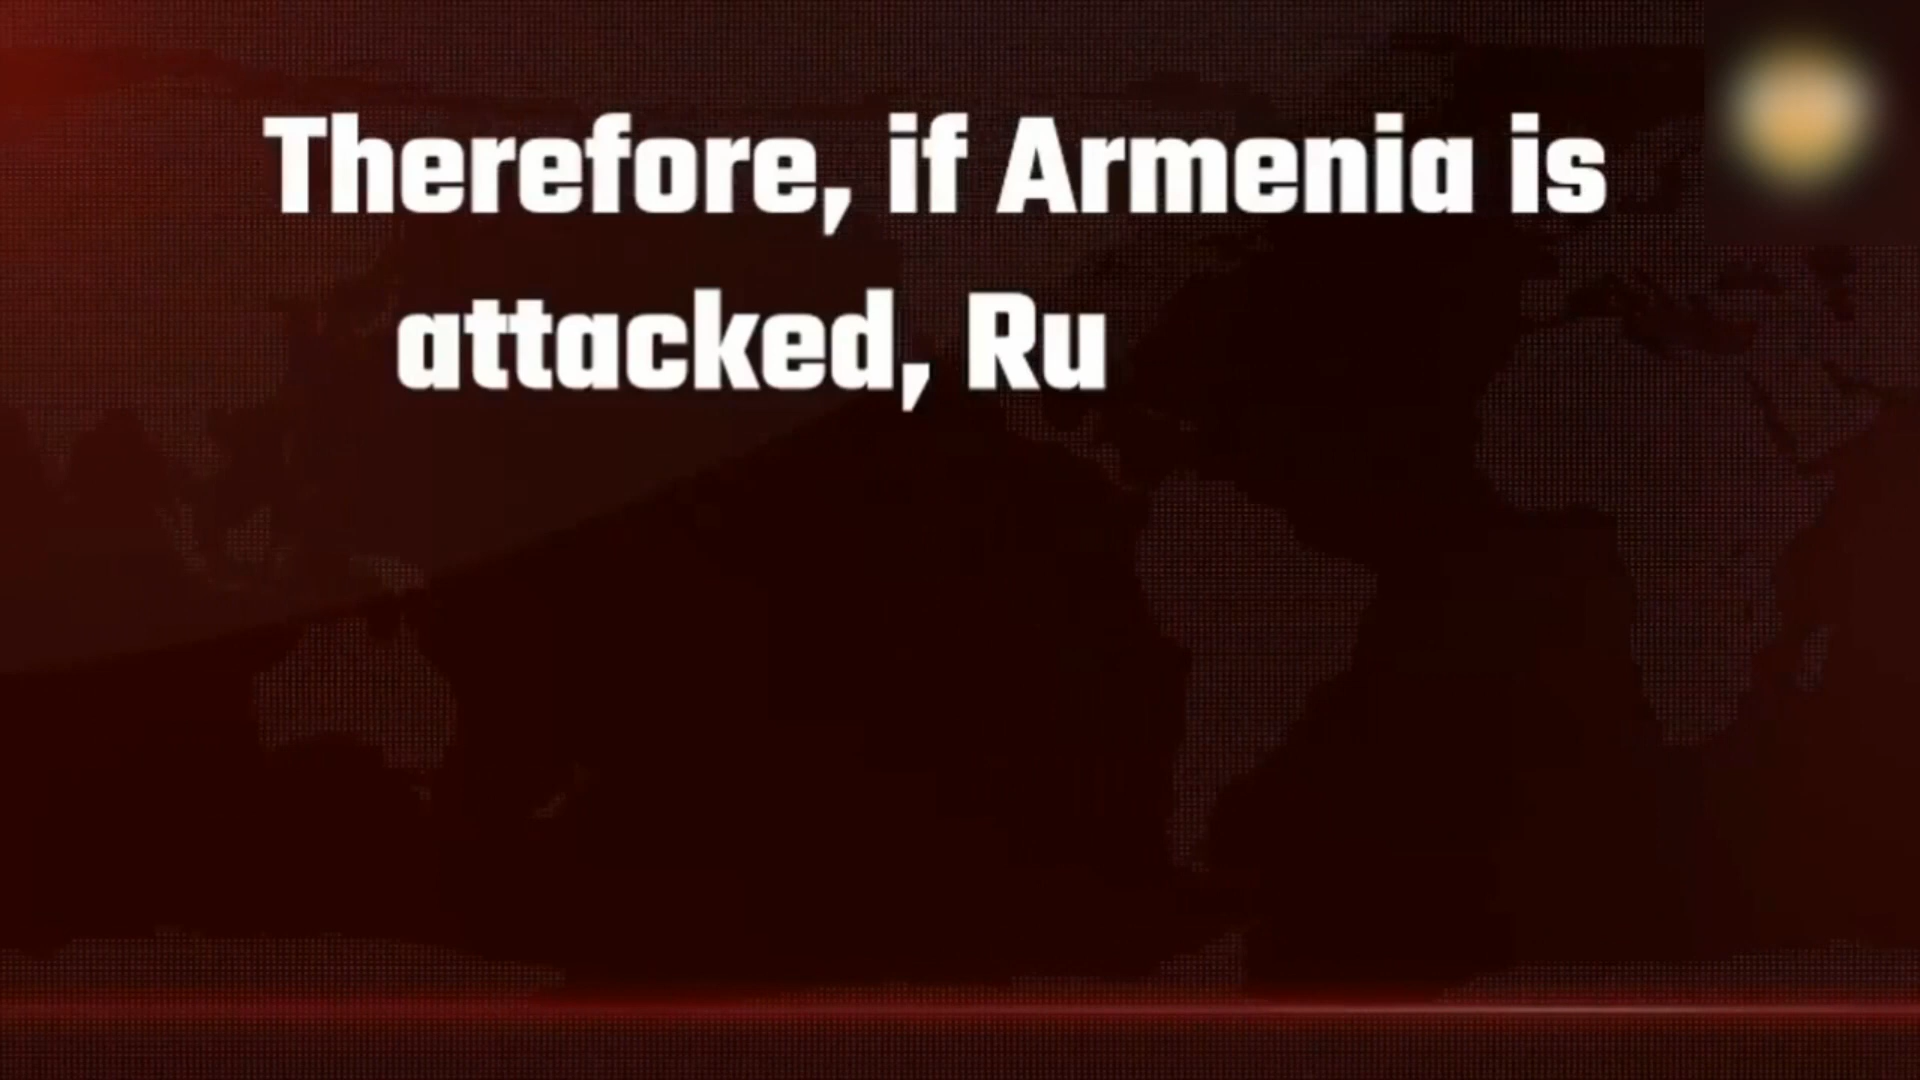 Therefore, if Armenia is
attacked, Ru